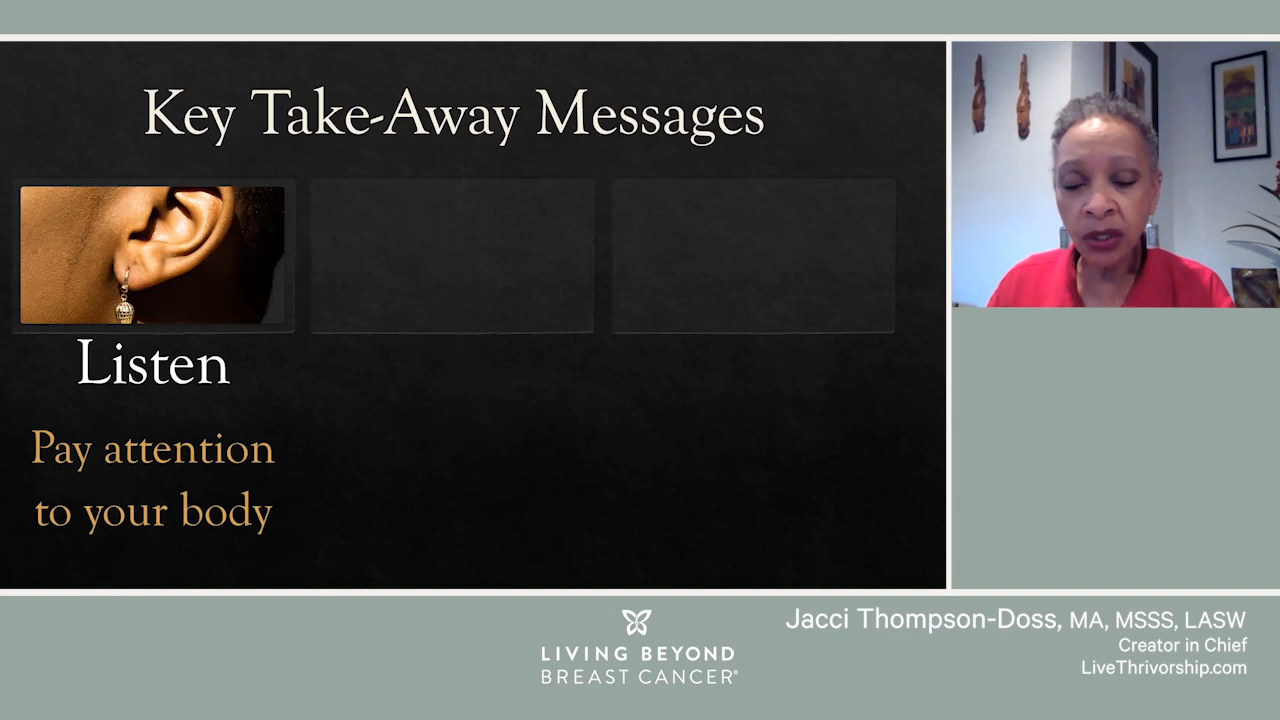 Key Take-Away Messages
Listen
Pay attention
to your body
LIVING BEYOND
BREAST CANCER®
Jacci Thompson-Doss, MA, MSSS, LASW
Creator in Chief
LiveThrivorship.com